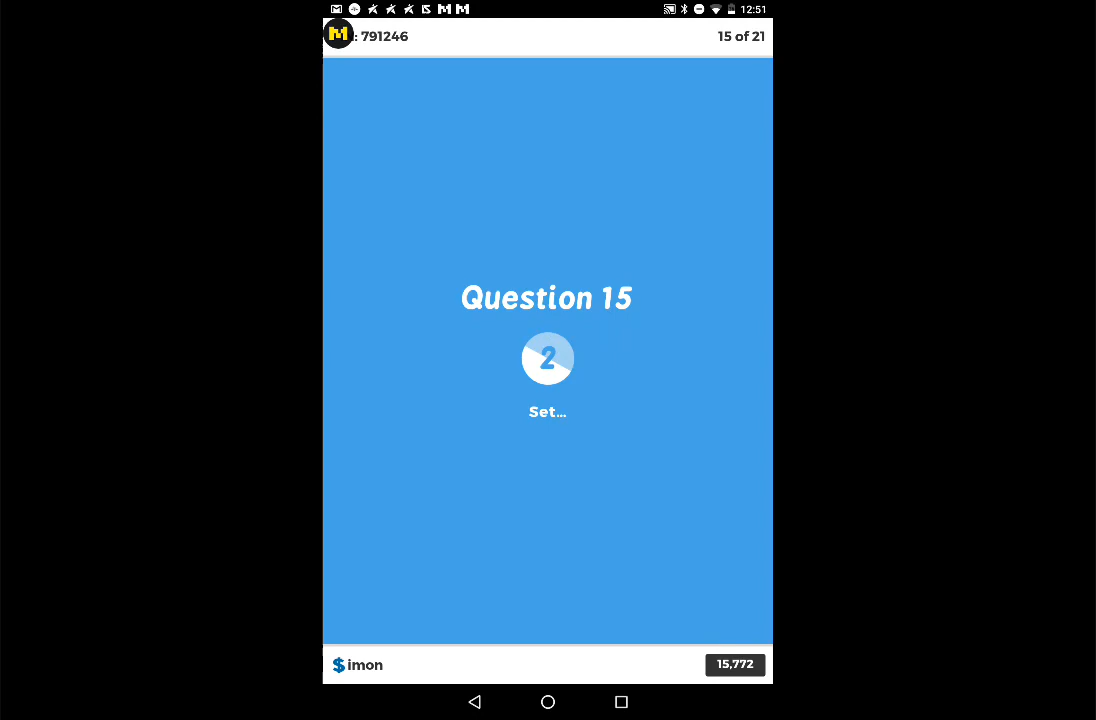 12:51
: 791246
15 of 21
Question 15
2
Set...
$imon
15,772